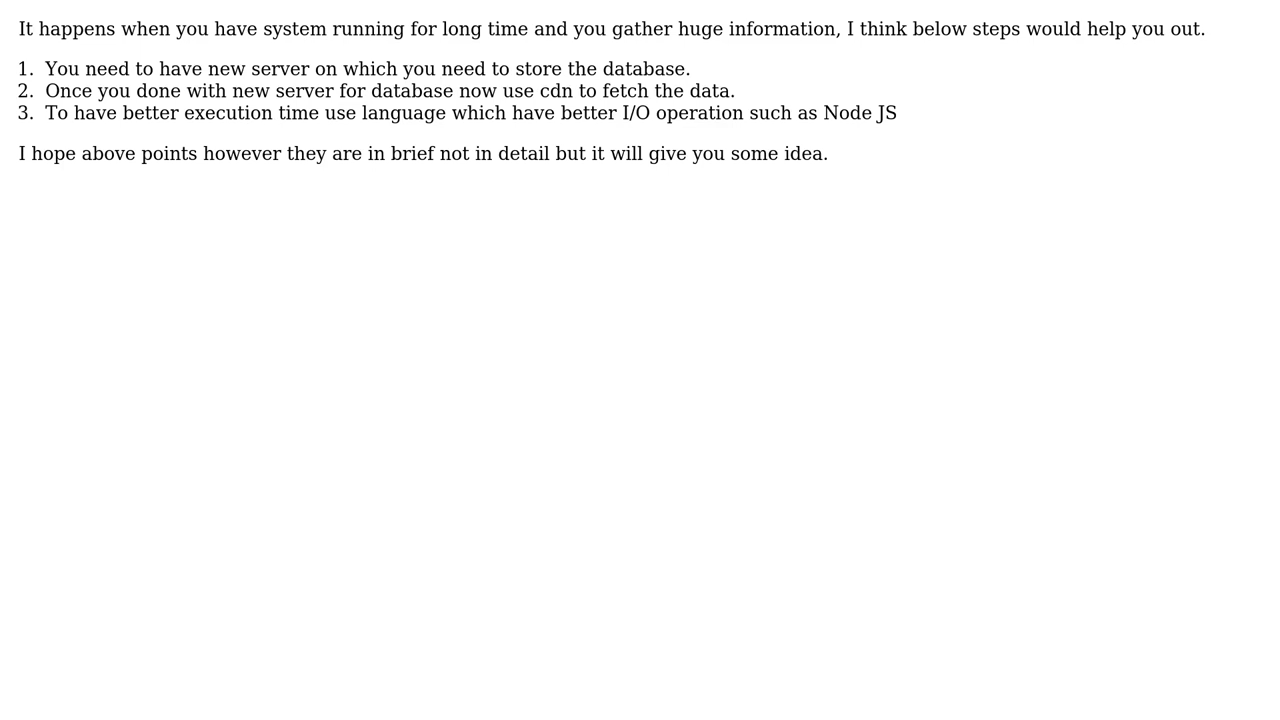 It happens when you have system running for long time and you gather huge information, I think below steps would help you out.
1. You need to have new server on which you need to store the database.
2. Once you done with new server for database now use cdn to fetch the data.
3. To have better execution time use language which have better I/O operation such as Node JS
I hope above points however they are in brief not in detail but it will give you some idea.